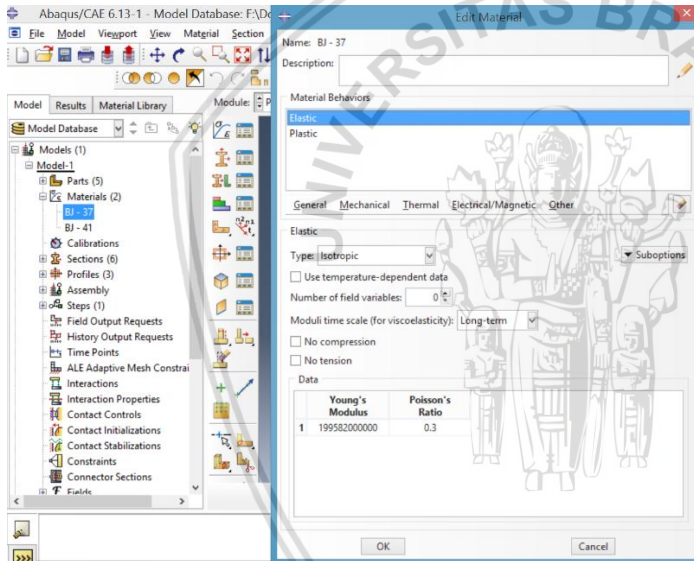 Abaqus/CAE 6.13-1 - Model Database: F:\Do
File Model Viewport View Material Section
Model Results Material Library
Module:
Model Database
Models (1)
Model-1
Parts (5)
Materials (2)
BJ - 37
BJ - 41
Calibrations
Sections (6)
Profiles (3)
Assembly
Steps (1)
Field Output Requests
History Output Requests
Time Points
ALE Adaptive Mesh Constrai
Interactions
Interaction Properties
Contact Controls
Contact Initializations
Contact Stabilizations
Constraints
Connector Sections
Fields
Edit Material
Name: BJ - 37
Description:
Material Behaviors
Elastic
Plastic
General Mechanical Thermal Electrical/Magnetic Other
Elastic
Type: Isotropic
Suboptions
Use temperature-dependent data
Number of field variables: 0
Moduli time scale (for viscoelasticity): Long-term
No compression
No tension
Data
Young's Modulus Poisson's Ratio
1 199582000000 0.3
OK Cancel
UNIVERSITAS BRA